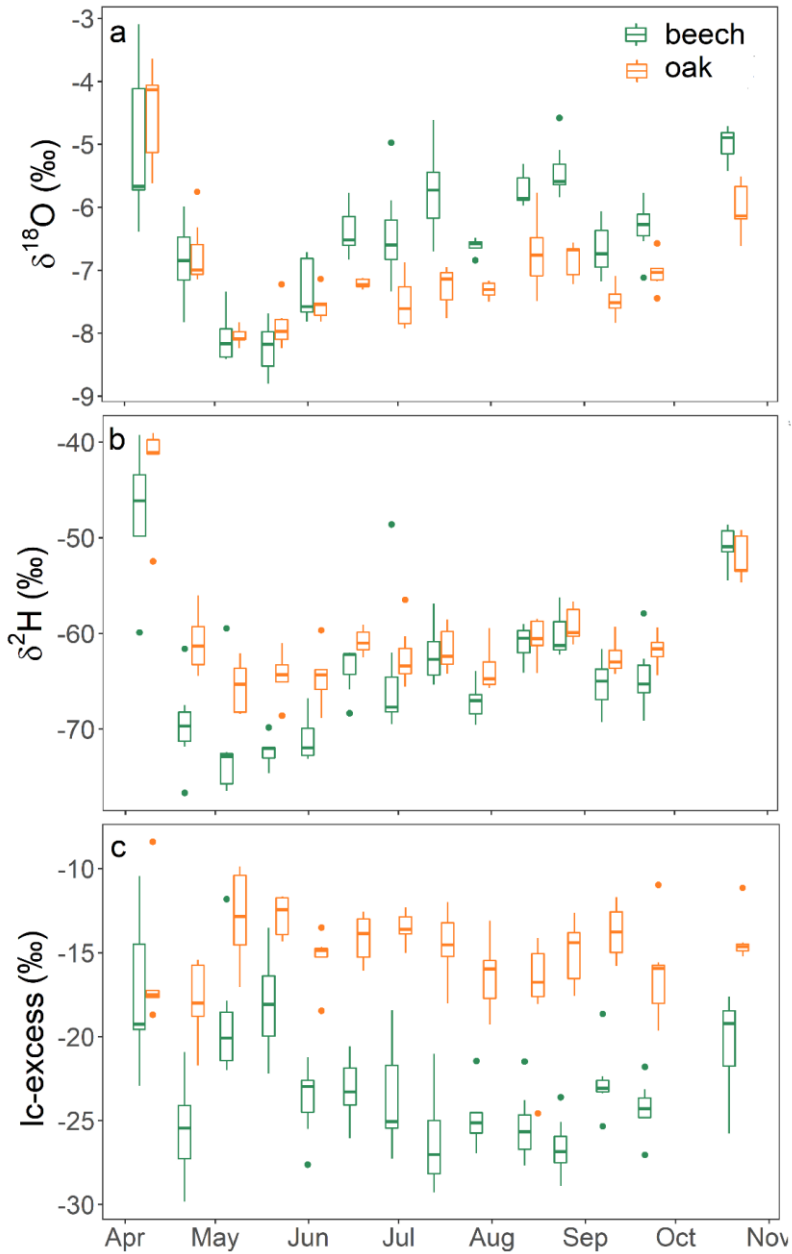 a
beech
oak
-3
-4
-5
-6
-7
-8
-9
δ¹⁸O (‰)
b
-40
-50
-60
-70
δ²H (‰)
c
-10
-15
-20
-25
-30
lc-excess (‰)
Apr May Jun Jul Aug Sep Oct Nov